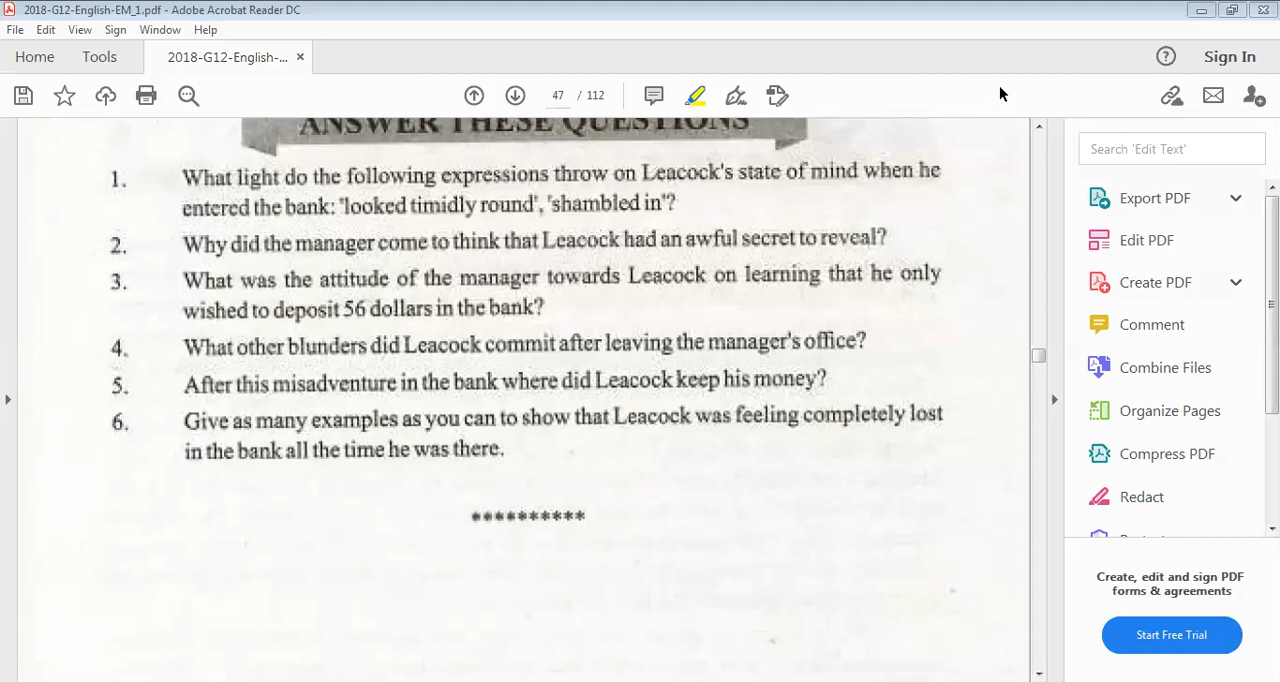 2018-G12-English-EM_1.pdf - Adobe Acrobat Reader DC
File Edit View Sign Window Help
Home Tools 2018-G12-English-... × Sign In
47 / 112
ANSWER THESE QUESTIONS
1. What light do the following expressions throw on Leacock's state of mind when he
entered the bank: 'looked timidly round', 'shambled in'?
2. Why did the manager come to think that Leacock had an awful secret to reveal?
3. What was the attitude of the manager towards Leacock on learning that he only
wished to deposit 56 dollars in the bank?
4. What other blunders did Leacock commit after leaving the manager's office?
5. After this misadventure in the bank where did Leacock keep his money?
6. Give as many examples as you can to show that Leacock was feeling completely lost
in the bank all the time he was there.
**********
Search 'Edit Text'
Export PDF
Edit PDF
Create PDF
Comment
Combine Files
Organize Pages
Compress PDF
Redact
Create, edit and sign PDF
forms & agreements
Start Free Trial